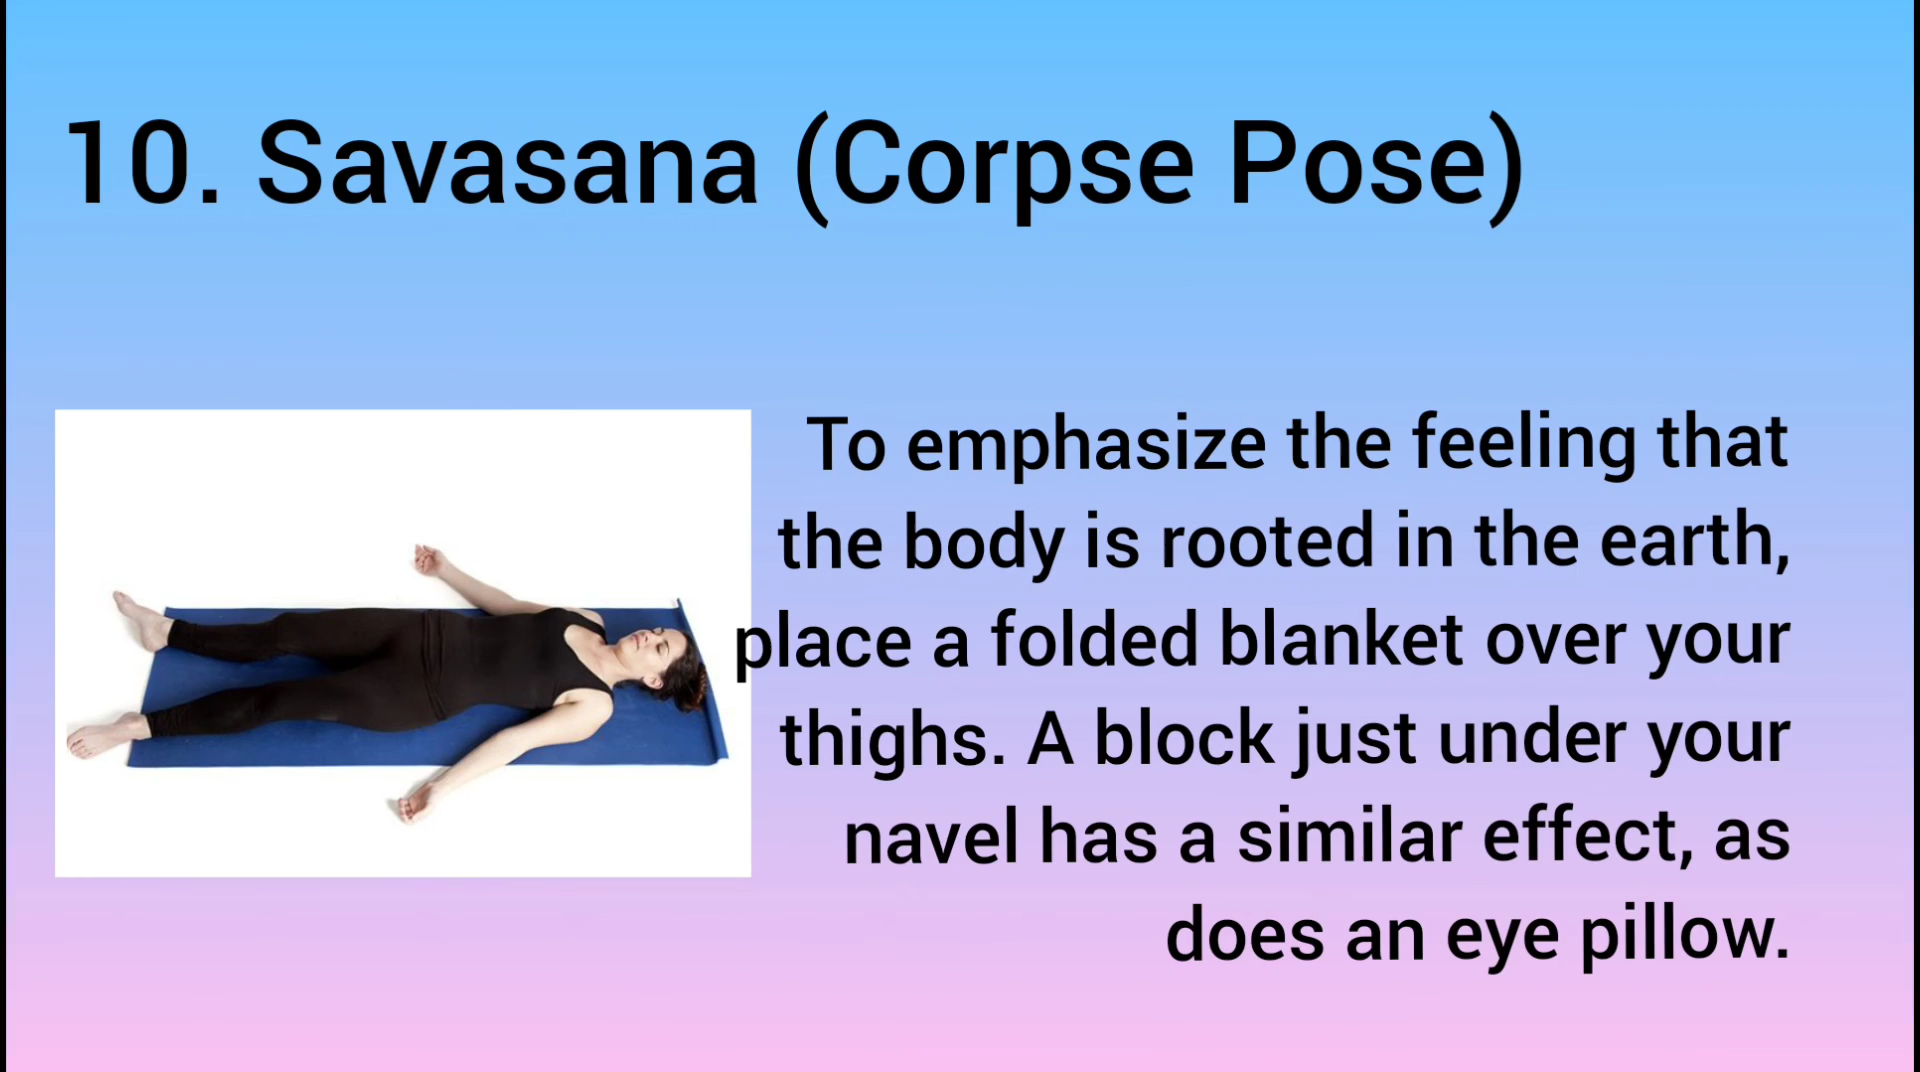 10. Savasana (Corpse Pose)
To emphasize the feeling that
the body is rooted in the earth,
place a folded blanket over your
thighs. A block just under your
navel has a similar effect, as
does an eye pillow.